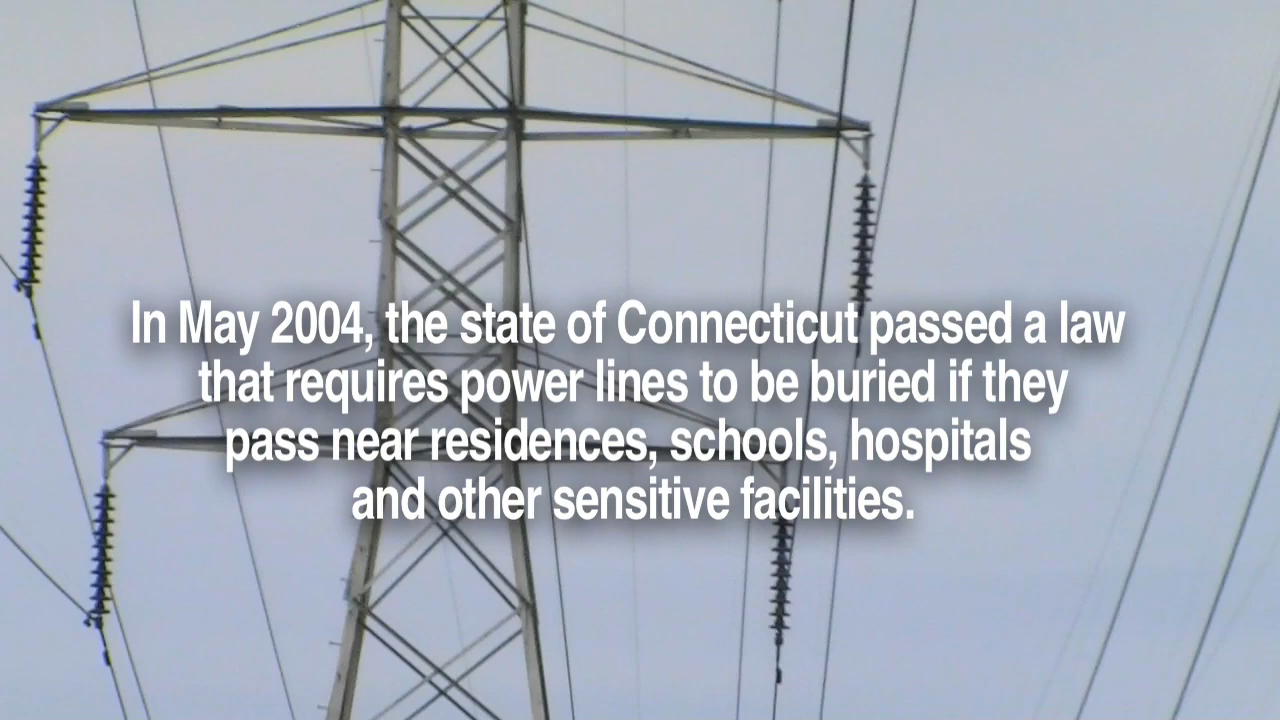 In May 2004, the state of Connecticut passed a law
that requires power lines to be buried if they
pass near residences, schools, hospitals
and other sensitive facilities.